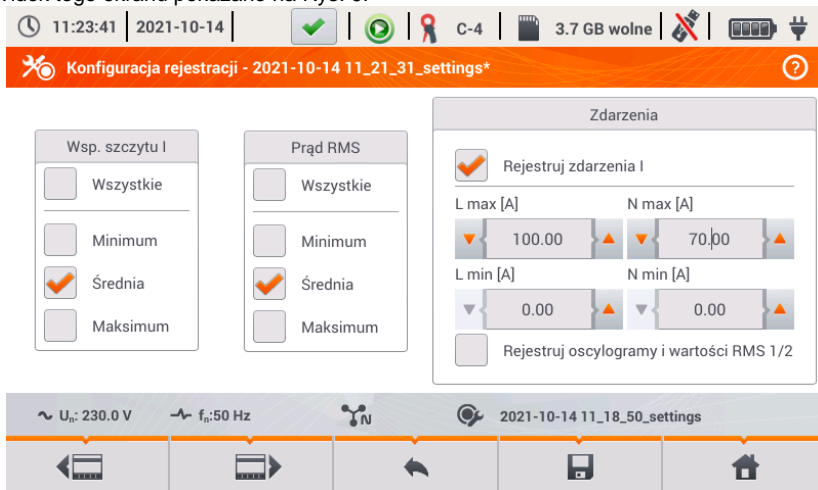 11:23:41 2021-10-14 C-4 3.7 GB wolne
Konfiguracja rejestracji - 2021-10-14 11_21_31_settings* ?
Zdarzenia
Wsp. szczytu I
Wszystkie
Minimum
Średnia
Maksimum
Prąd RMS
Wszystkie
Minimum
Średnia
Maksimum
Rejestruj zdarzenia I
L max [A] N max [A]
100.00 70.00
L min [A] N min [A]
0.00 0.00
Rejestruj oscylogramy i wartości RMS 1/2
Un: 230.0 V fn:50 Hz N 2021-10-14 11_18_50_settings